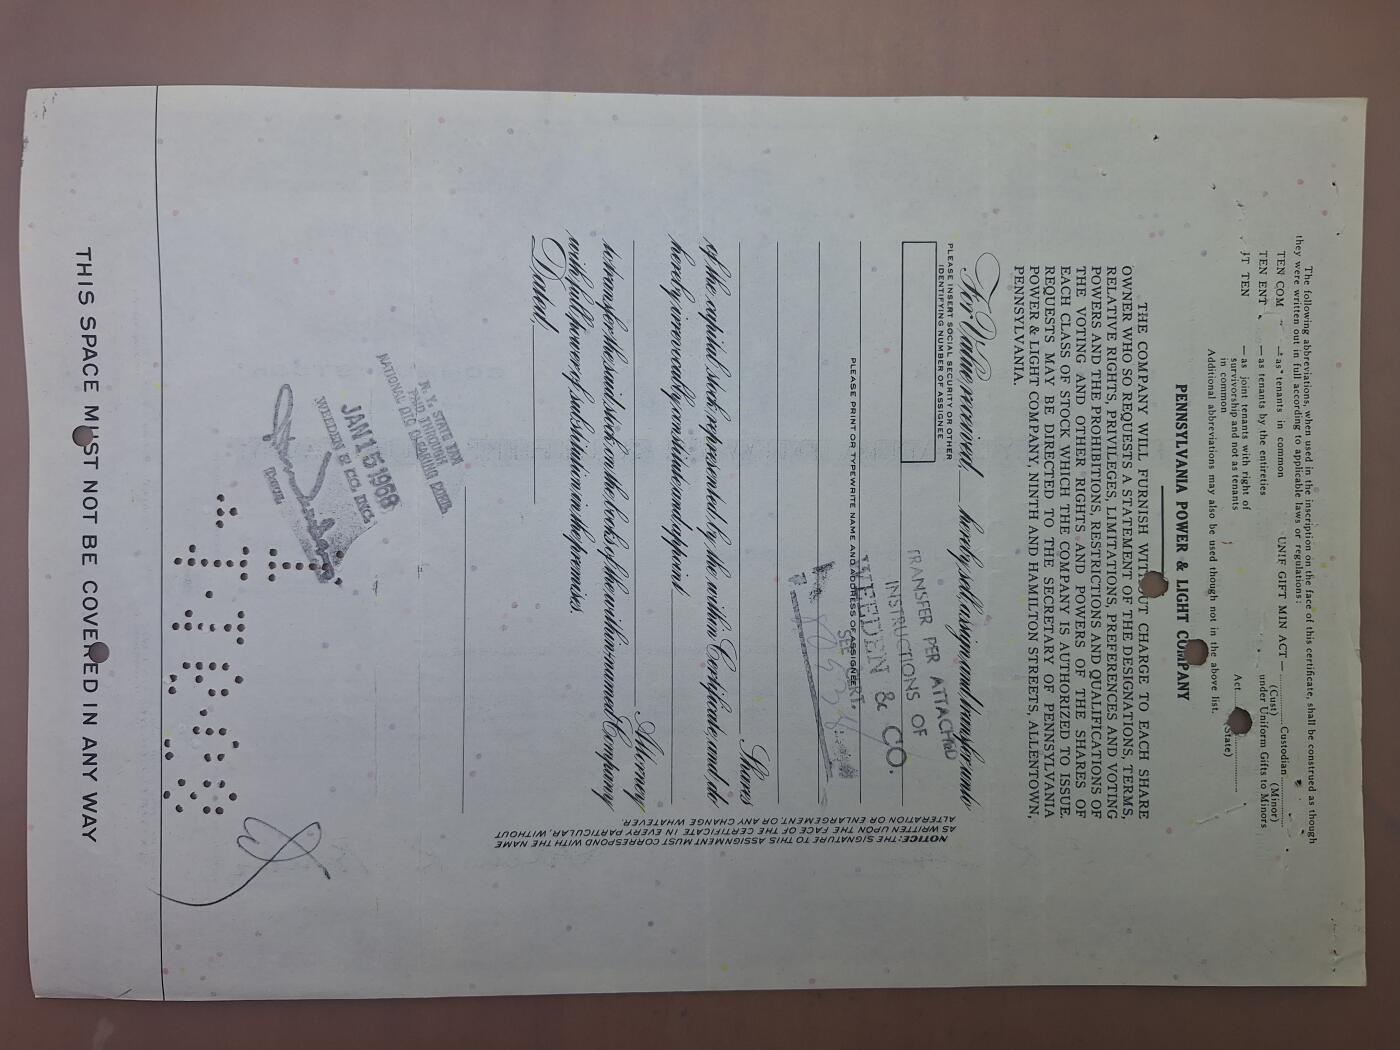 The following abbreviations, when used in the inscription on the face of this certificate, shall be construed as though
they were written out in full according to applicable laws or regulations:
TEN COM — as tenants in common
TEN ENT — as tenants by the entireties
JT TEN — as joint tenants with right of
survivorship and not as tenants
in common
UNIF GIFT MIN ACT — Custodian
(Cust) (Minor)
under Uniform Gifts to Minors
Act
(State)
Additional abbreviations may also be used though not in the above list.
PENNSYLVANIA POWER & LIGHT COMPANY
THE COMPANY WILL FURNISH WITHOUT CHARGE TO EACH SHARE
OWNER WHO SO REQUESTS A STATEMENT OF THE DESIGNATIONS, TERMS,
RELATIVE RIGHTS, PRIVILEGES, LIMITATIONS, PREFERENCES AND VOTING
POWERS AND THE PROHIBITIONS, RESTRICTIONS AND QUALIFICATIONS OF
THE VOTING AND OTHER RIGHTS AND POWERS OF THE SHARES OF
EACH CLASS OF STOCK WHICH THE COMPANY IS AUTHORIZED TO ISSUE.
REQUESTS MAY BE DIRECTED TO THE SECRETARY OF PENNSYLVANIA
POWER & LIGHT COMPANY, NINTH AND HAMILTON STREETS, ALLENTOWN,
PENNSYLVANIA.
For Value received, hereby sell, assign and transfer unto
PLEASE INSERT SOCIAL SECURITY OR OTHER
IDENTIFYING NUMBER OF ASSIGNEE
TRANSFER PER ATTACHED
INSTRUCTIONS OF
WEEDEN & CO.
PLEASE PRINT OR TYPEWRITE NAME AND ADDRESS OF ASSIGNEE
SEE CERT.
Shares
of the capital stock represented by the within Certificate, and do
hereby irrevocably constitute and appoint
Attorney
to transfer the said stock on the books of the within-named Company
with full power of substitution in the premises.
Dated,
NOTICE: THE SIGNATURE TO THIS ASSIGNMENT MUST CORRESPOND WITH THE NAME
AS WRITTEN UPON THE FACE OF THE CERTIFICATE IN EVERY PARTICULAR, WITHOUT
ALTERATION OR ENLARGEMENT, OR ANY CHANGE WHATEVER.
N. Y. STATE TAX
PAID THROUGH
NATIONAL OTC CLEARING CORP.
JAN 15 1969
WEEDEN & CO. INC.
THIS SPACE MUST NOT BE COVERED IN ANY WAY